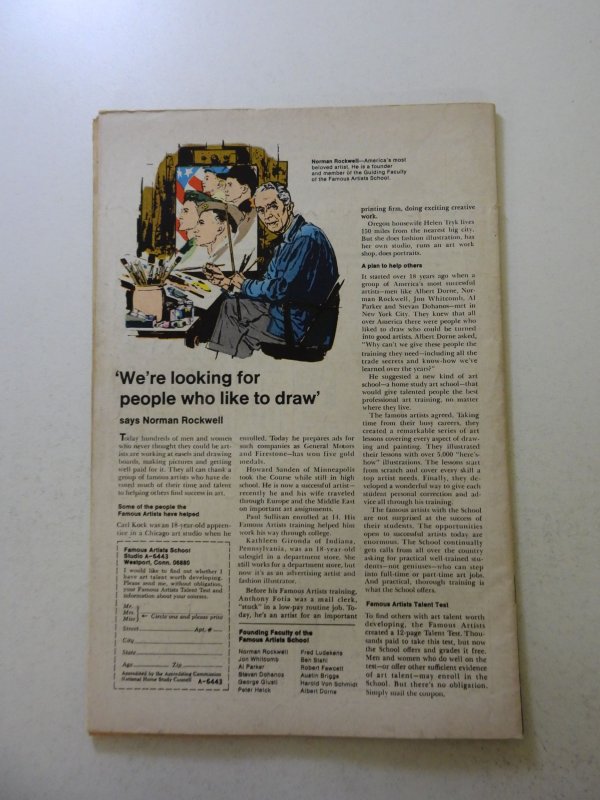 Norman Rockwell—America's most
beloved artist. He is a founder
and member of the Guiding Faculty
of the Famous Artists School.
'We're looking for
people who like to draw'
says Norman Rockwell
Today hundreds of men and women
who never thought they could be art-
ists are working at easels and drawing
boards, making pictures and getting
well paid for it. They all can thank a
group of famous artists who have de-
voted much of their time and talent
to helping others find success in art.
Some of the people the
Famous Artists have helped
Carl Kock was an 18-year-old appren-
tice in a Chicago art studio when he
Famous Artists School
Studio A-6443
Westport, Conn. 06880
I would like to find out whether I
have art talent worth developing.
Please send me, without obligation,
your Famous Artists Talent Test and
information about your courses.
Mr.
Mrs.
Miss
Circle one and please print
Street Apt. #
City
State
Age Zip
Accredited by the Accrediting Commission
National Home Study Council A-6443
enrolled. Today he prepares ads for
such companies as General Motors
and Firestone—has won five gold
medals.
Howard Sanden of Minneapolis
took the Course while still in high
school. He is now a successful artist—
recently he and his wife traveled
through Europe and the Middle East
on important art assignments.
Paul Sullivan enrolled at 14. His
Famous Artists training helped him
work his way through college.
Kathleen Gironda of Indiana,
Pennsylvania, was an 18-year-old
salesgirl in a department store. She
still works for a department store, but
now it's as an advertising artist and
fashion illustrator.
Before his Famous Artists training,
Anthony Fotia was a mail clerk,
"stuck" in a low-pay routine job. To-
day, he's an artist for an important
Founding Faculty of the
Famous Artists School
Norman Rockwell
Jon Whitcomb
Al Parker
Stevan Dohanos
George Giusti
Peter Helck
Fred Ludekens
Ben Stahl
Robert Fawcett
Austin Briggs
Harold Von Schmidt
Albert Dorne
printing firm, doing exciting creative
work.
Oregon housewife Helen Tryk lives
150 miles from the nearest big city.
But she does fashion illustration, has
her own studio, runs an art work
shop, does portraits.
A plan to help others
It started over 18 years ago when a
group of America's most successful
artists—men like Albert Dorne, Nor-
man Rockwell, Jon Whitcomb, Al
Parker and Stevan Dohanos—met in
New York City. They knew that all
over America there were people who
liked to draw who could be turned
into good artists. Albert Dorne asked,
"Why can't we give these people the
training they need—including all the
trade secrets and know-how we've
learned over the years?"
He suggested a new kind of art
school—a home study art school—that
would give talented people the best
professional art training, no matter
where they live.
The famous artists agreed. Taking
time from their busy careers, they
created a remarkable series of art
lessons covering every aspect of draw-
ing and painting. They illustrated
their lessons with over 5,000 "here's-
how" illustrations. The lessons start
from scratch and cover every skill a
top artist needs. Finally, they de-
veloped a wonderful way to give each
student personal correction and ad-
vice all through his training.
The famous artists with the School
are not surprised at the success of
their students. The opportunities
open to successful artists today are
enormous. The School continually
gets calls from all over the country
asking for practical well-trained stu-
dents—not geniuses—who can step
into full-time or part-time art jobs.
And practical, thorough training is
what the School offers.
Famous Artists Talent Test
To find others with art talent worth
developing, the Famous Artists
created a 12-page Talent Test. Thou-
sands paid to take this test, but now
the School offers and grades it free.
Men and women who do well on the
test—or offer other sufficient evidence
of art talent—may enroll in the
School. But there's no obligation.
Simply mail the coupon.